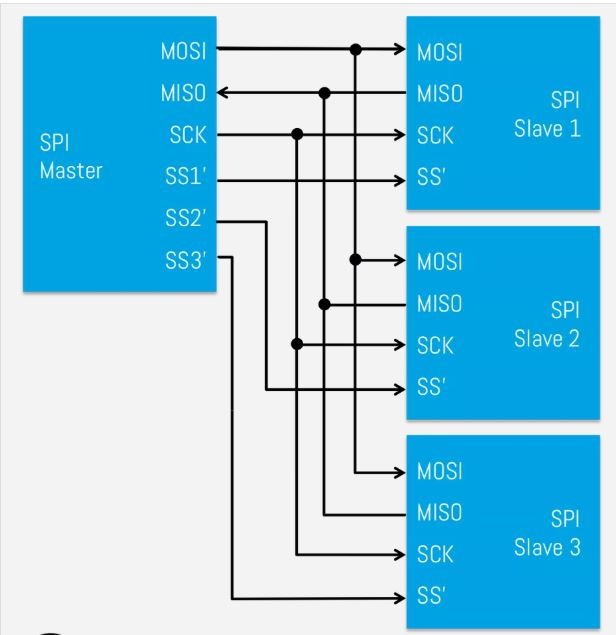 MOSI
MISO
SCK
SS1'
SS2'
SS3'
SPI
Master
MOSI
MISO
SCK
SS'
SPI
Slave 1
MOSI
MISO
SCK
SS'
SPI
Slave 2
MOSI
MISO
SCK
SS'
SPI
Slave 3